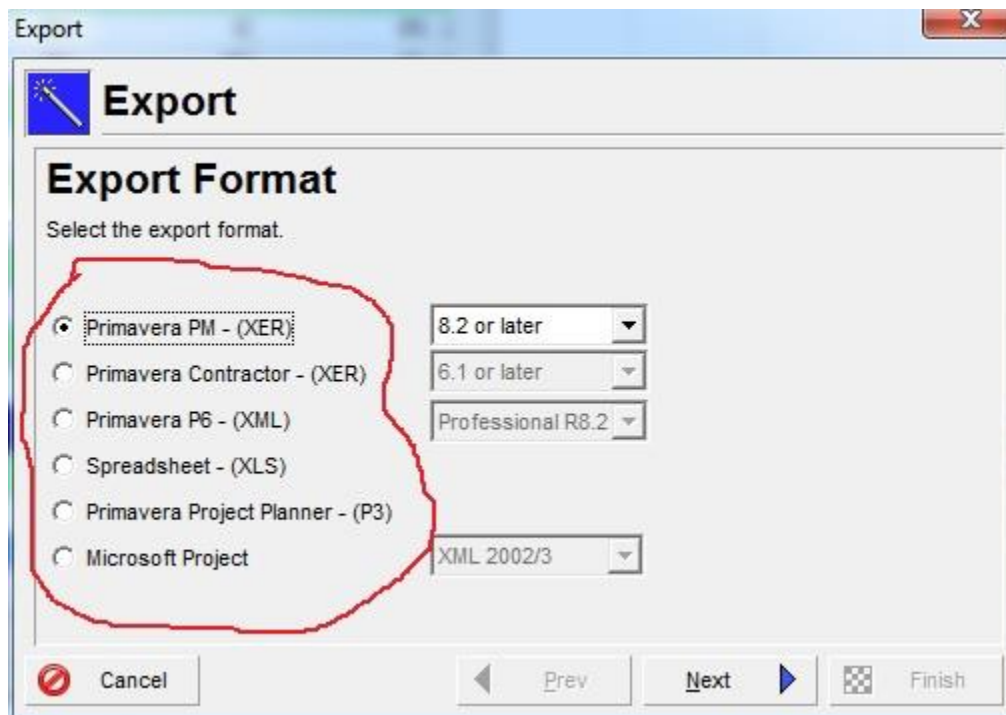 Export
Export
Export Format
Select the export format.
Primavera PM - (XER) 8.2 or later
Primavera Contractor - (XER) 6.1 or later
Primavera P6 - (XML) Professional R8.2
Spreadsheet - (XLS)
Primavera Project Planner - (P3)
Microsoft Project XML 2002/3
Cancel Prev Next Finish